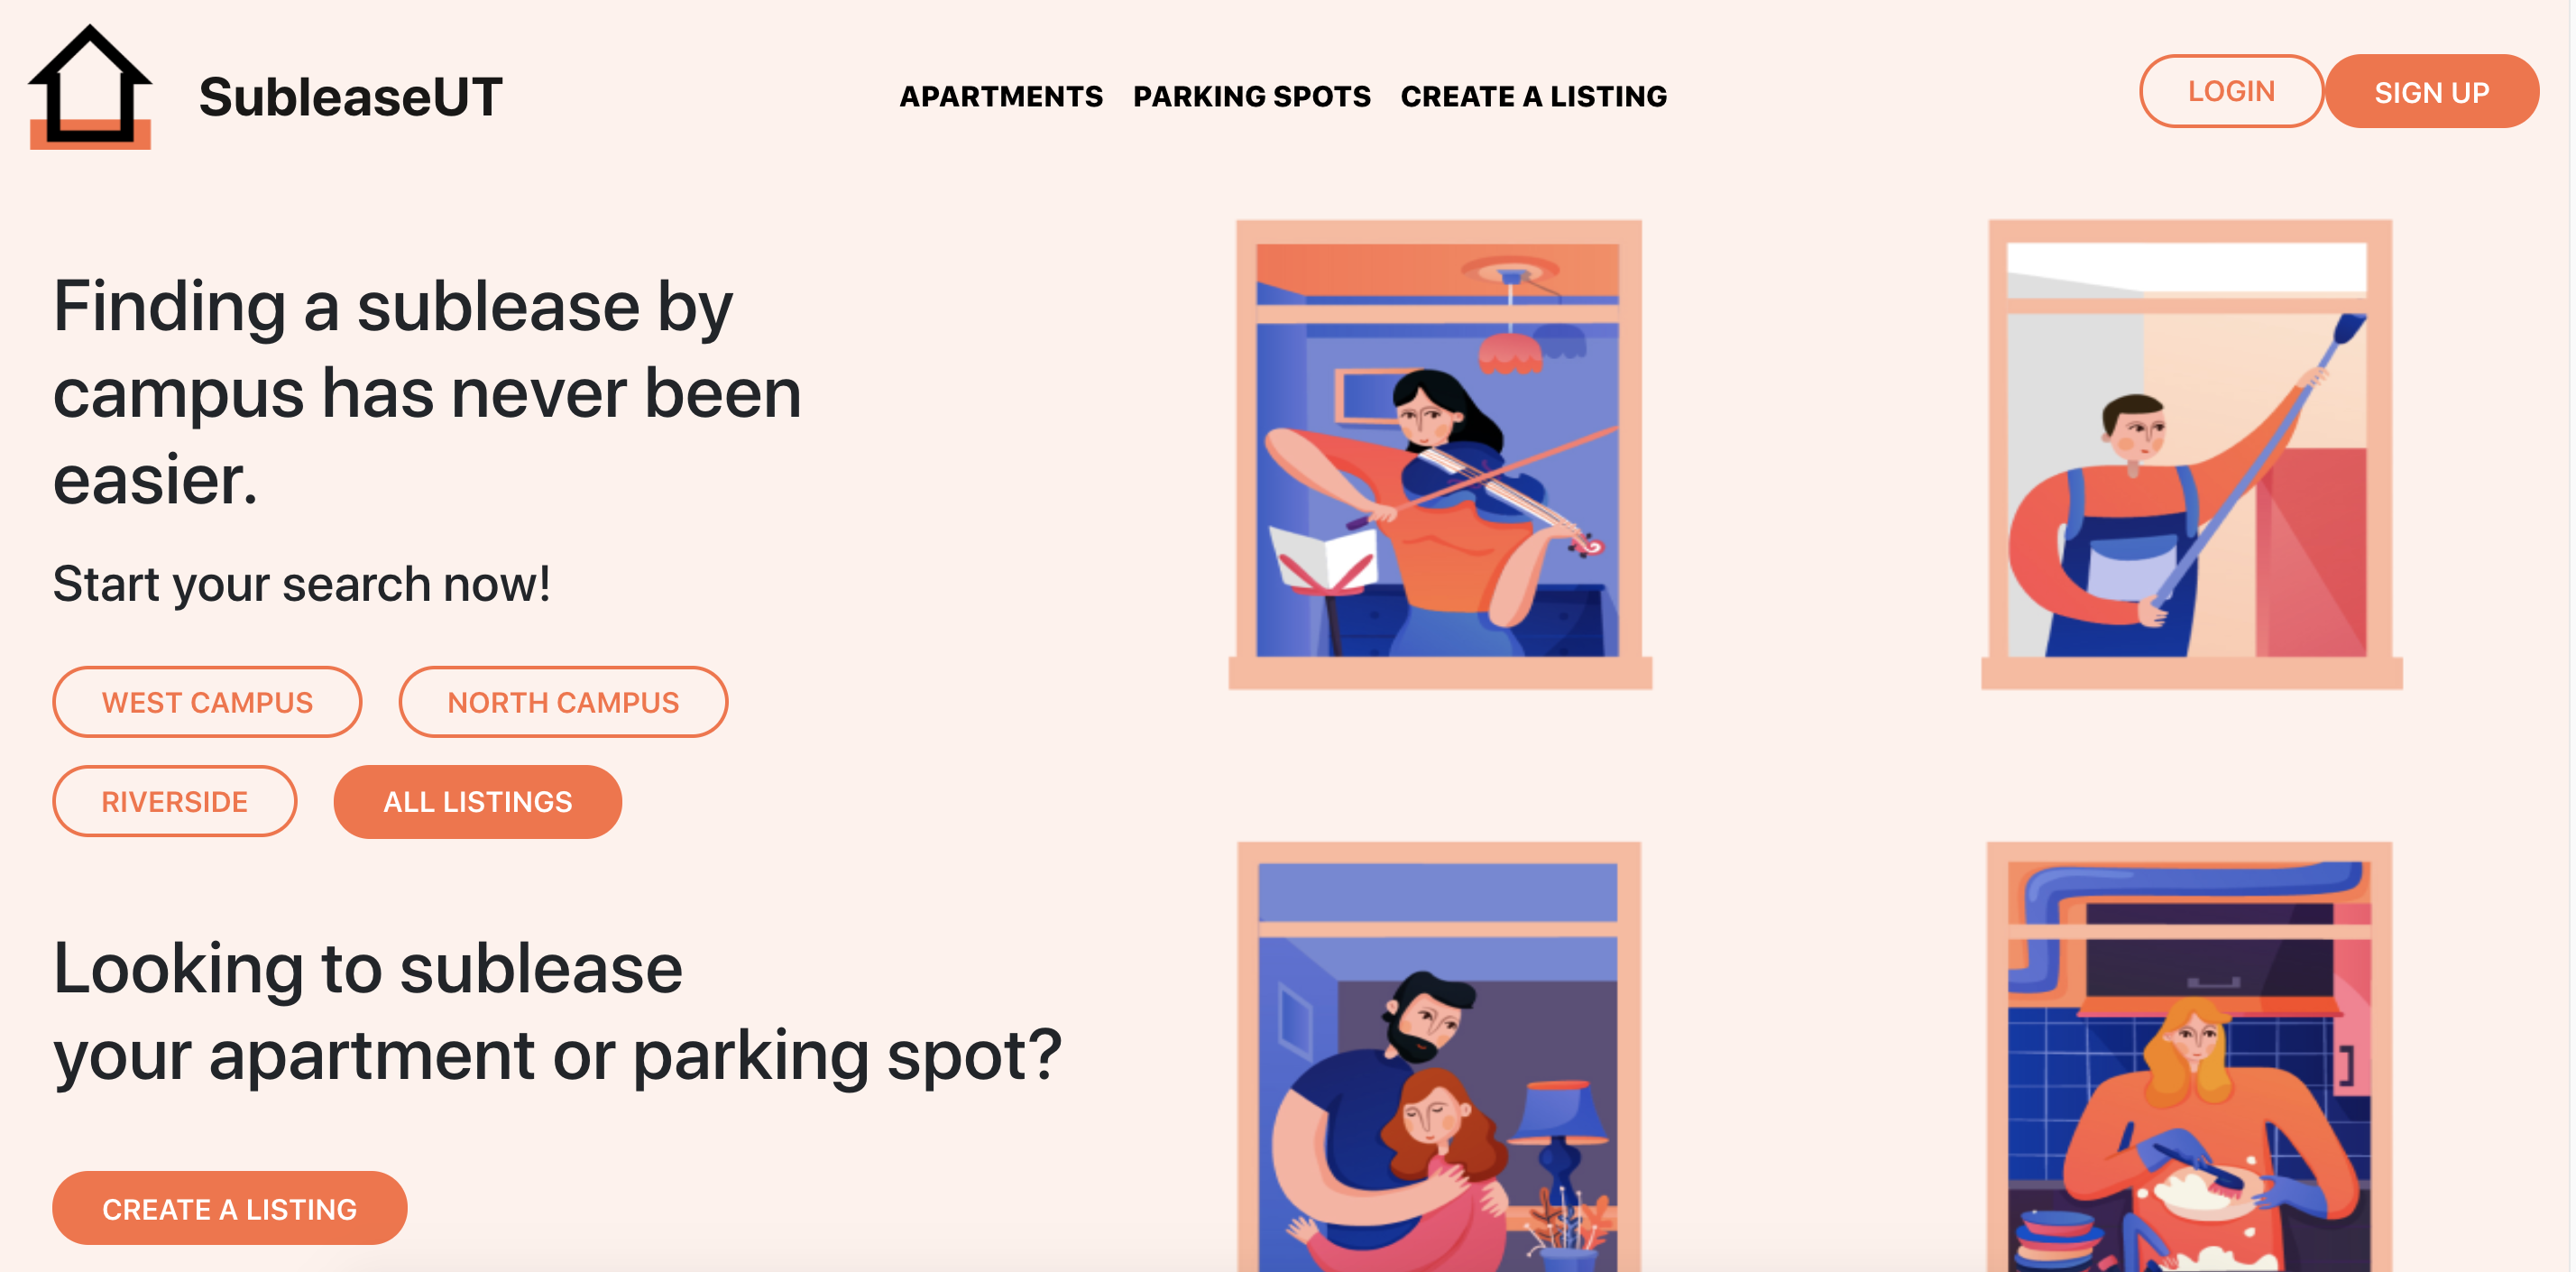 SubleaseUT
APARTMENTS PARKING SPOTS CREATE A LISTING
LOGIN SIGN UP
Finding a sublease by
campus has never been
easier.
Start your search now!
WEST CAMPUS NORTH CAMPUS
RIVERSIDE ALL LISTINGS
Looking to sublease
your apartment or parking spot?
CREATE A LISTING